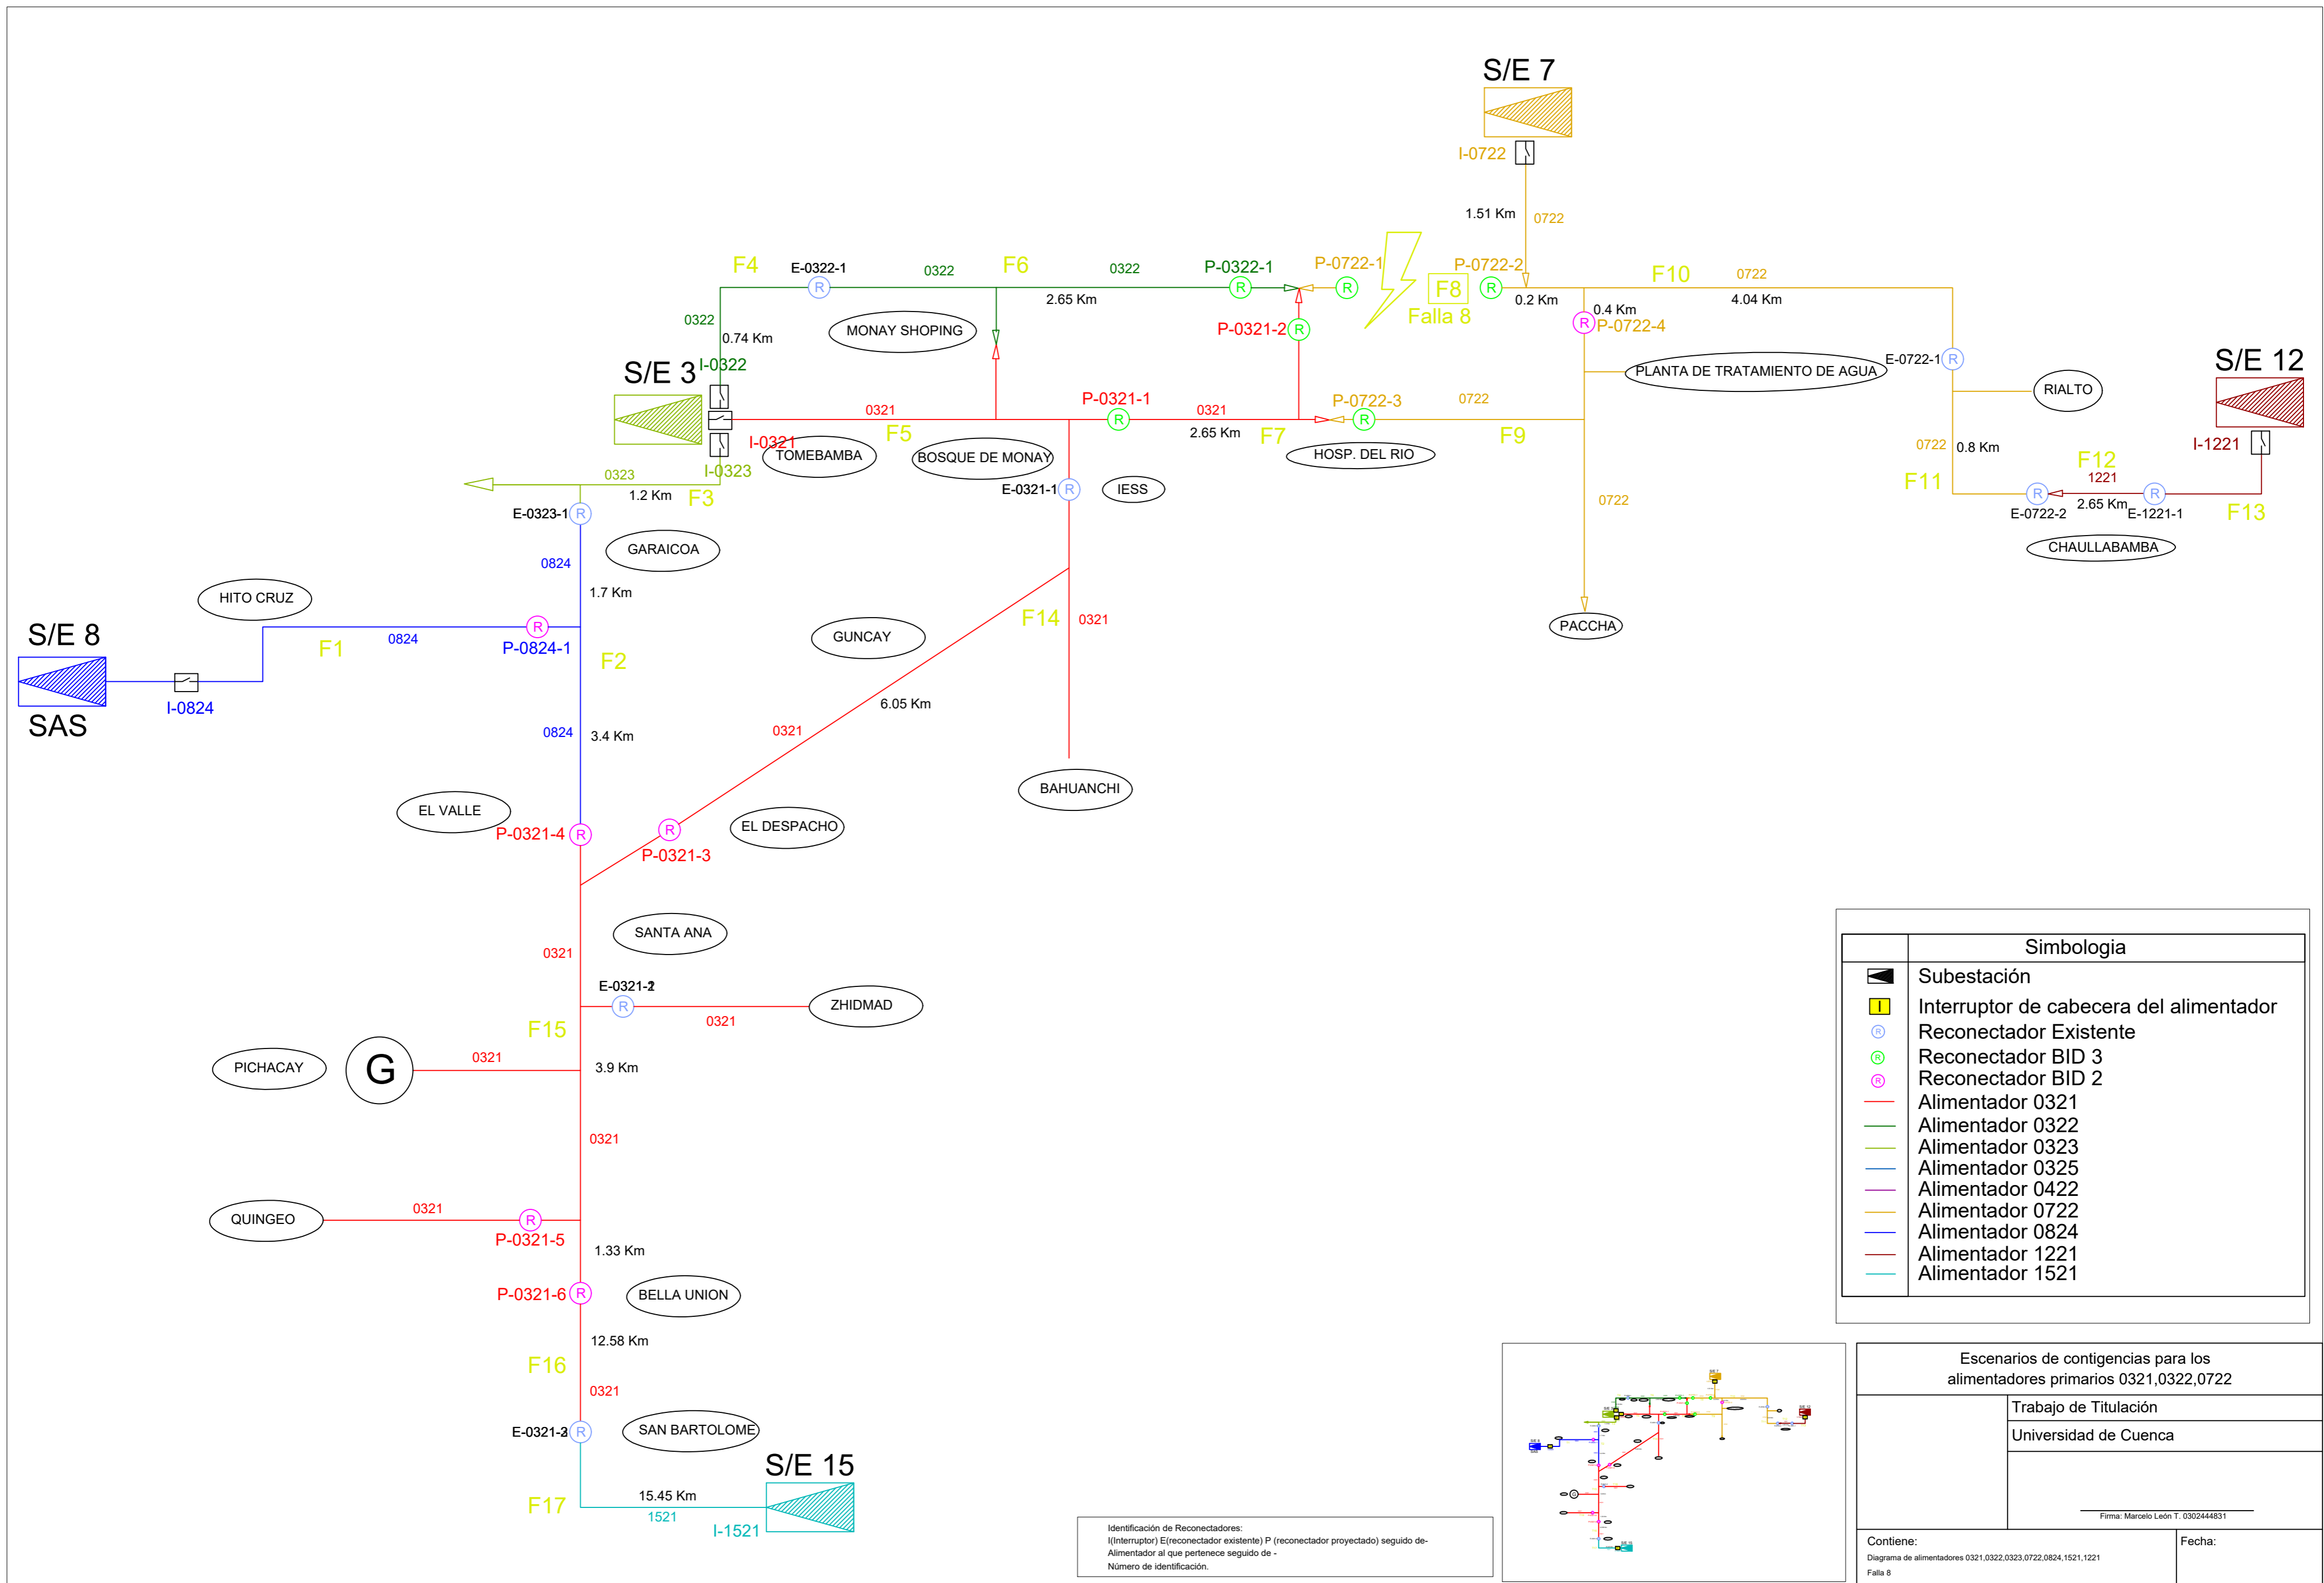 S/E 7
I-0722
1.51 Km
0722
F4
E-0322-1
0322
F6
0322
P-0322-1
P-0722-1
P-0722-2
F10
0722
F8
Falla 8
2.65 Km
0.2 Km
4.04 Km
0.4 Km
P-0722-4
0322
0.74 Km
MONAY SHOPING
P-0321-2
S/E 3
I-0322
PLANTA DE TRATAMIENTO DE AGUA
E-0722-1
S/E 12
RIALTO
0321
F5
P-0321-1
0321
2.65 Km
F7
P-0722-3
0722
F9
I-0321
I-0323
TOMEBAMBA
BOSQUE DE MONAY
HOSP. DEL RIO
0722
0.8 Km
I-1221
F12
1221
0323
1.2 Km
F3
E-0321-1
IESS
0722
F11
E-0722-2
2.65 Km
E-1221-1
F13
E-0323-1
GARAICOA
CHAULLABAMBA
0824
1.7 Km
HITO CRUZ
S/E 8
F1
0824
P-0824-1
F2
GUNCAY
F14
0321
PACCHA
SAS
I-0824
6.05 Km
0824
3.4 Km
0321
BAHUANCHI
EL VALLE
P-0321-4
R
EL DESPACHO
P-0321-3
SANTA ANA
0321
ZHIDMAD
0321
F15
PICHACAY
G
0321
3.9 Km
0321
QUINGEO
0321
P-0321-5
1.33 Km
P-0321-6
BELLA UNION
12.58 Km
F16
0321
SAN BARTOLOME
S/E 15
F17
15.45 Km
1521
I-1521
Simbologia
Subestación
I Interruptor de cabecera del alimentador
R Reconectador Existente
R Reconectador BID 3
R Reconectador BID 2
Alimentador 0321
Alimentador 0322
Alimentador 0323
Alimentador 0325
Alimentador 0422
Alimentador 0722
Alimentador 0824
Alimentador 1221
Alimentador 1521
Identificación de Reconectadores:
I(Interruptor) E(reconectador existente) P (reconectador proyectado) seguido de-
Alimentador al que pertenece seguido de -
Número de identificación.
Escenarios de contigencias para los
alimentadores primarios 0321,0322,0722
Trabajo de Titulación
Universidad de Cuenca
Firma: Marcelo León T. 0302444831
Contiene:
Fecha:
Diagrama de alimentadores 0321,0322,0323,0722,0824,1521,1221
Falla 8